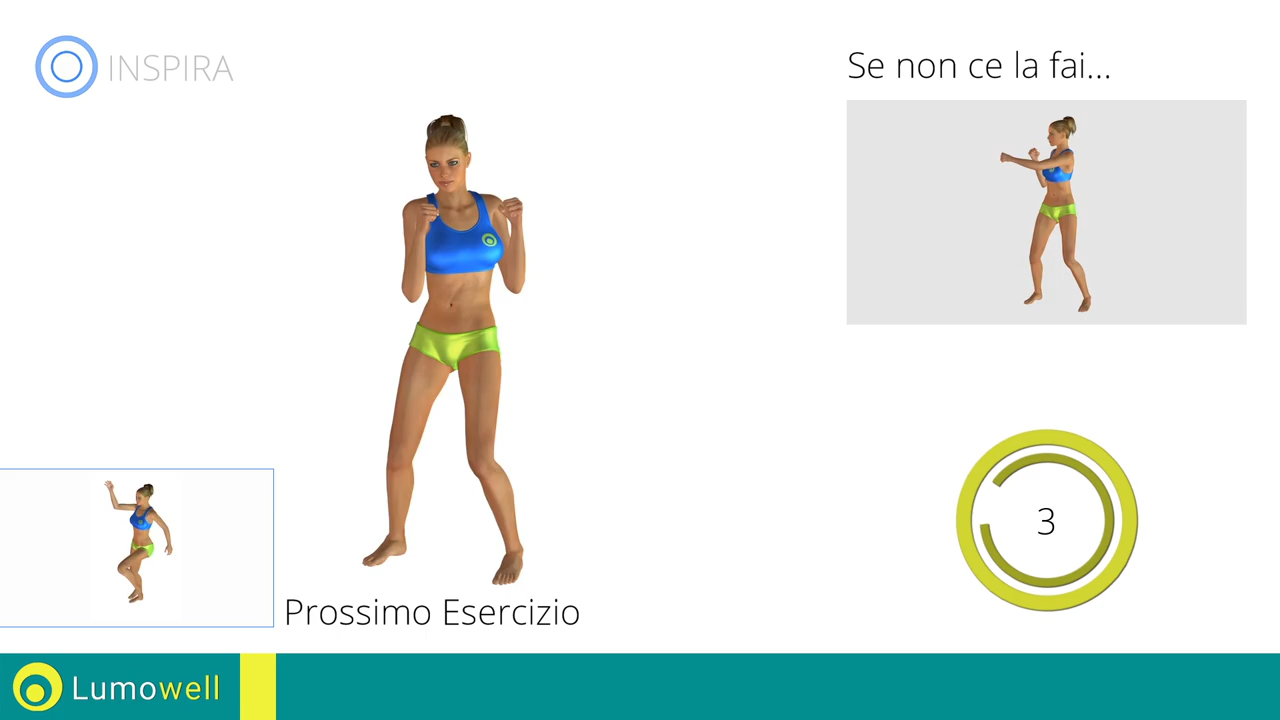 INSPIRA
Se non ce la fai...
3
Prossimo Esercizio
Lumowell